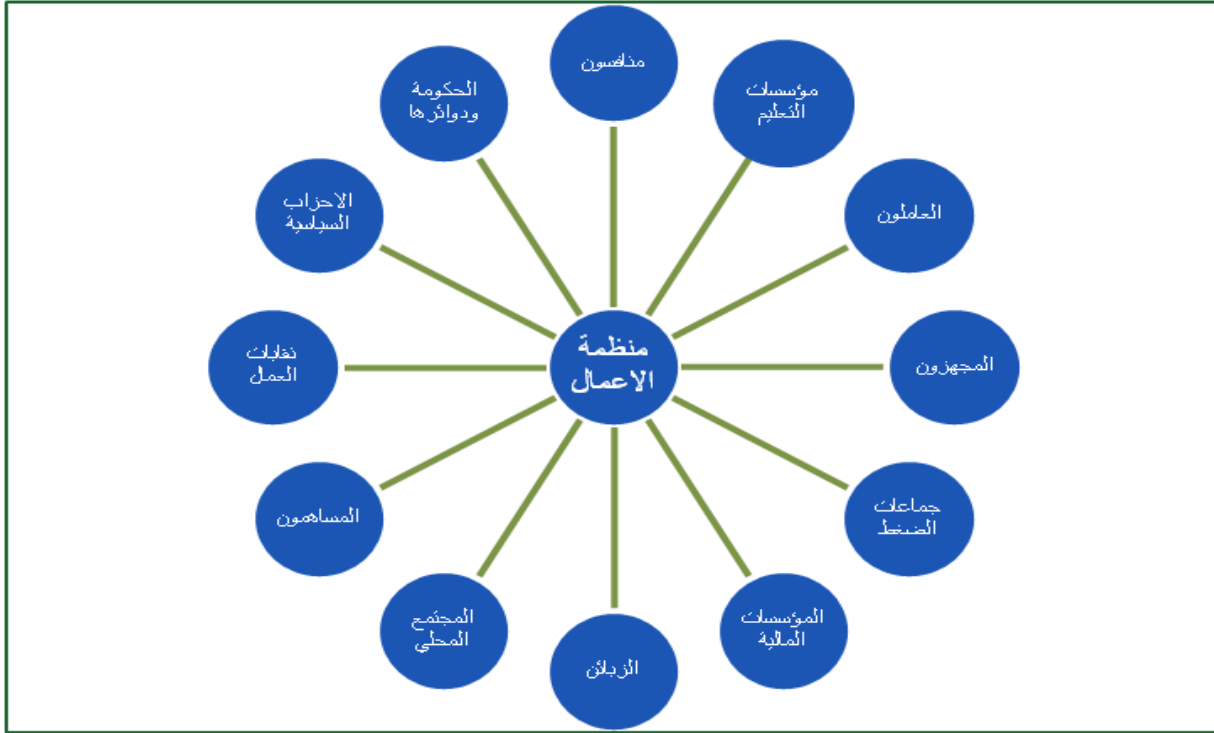 منافسون
مؤسسات
التعليم
العاملون
المجهزون
جماعات
الضغط
المؤسسات
المالية
الزبائن
المجتمع
المحلي
المساهمون
نقابات
العمال
الاحزاب
السياسية
الحكومة
ودوائرها
منظمة
الاعمال